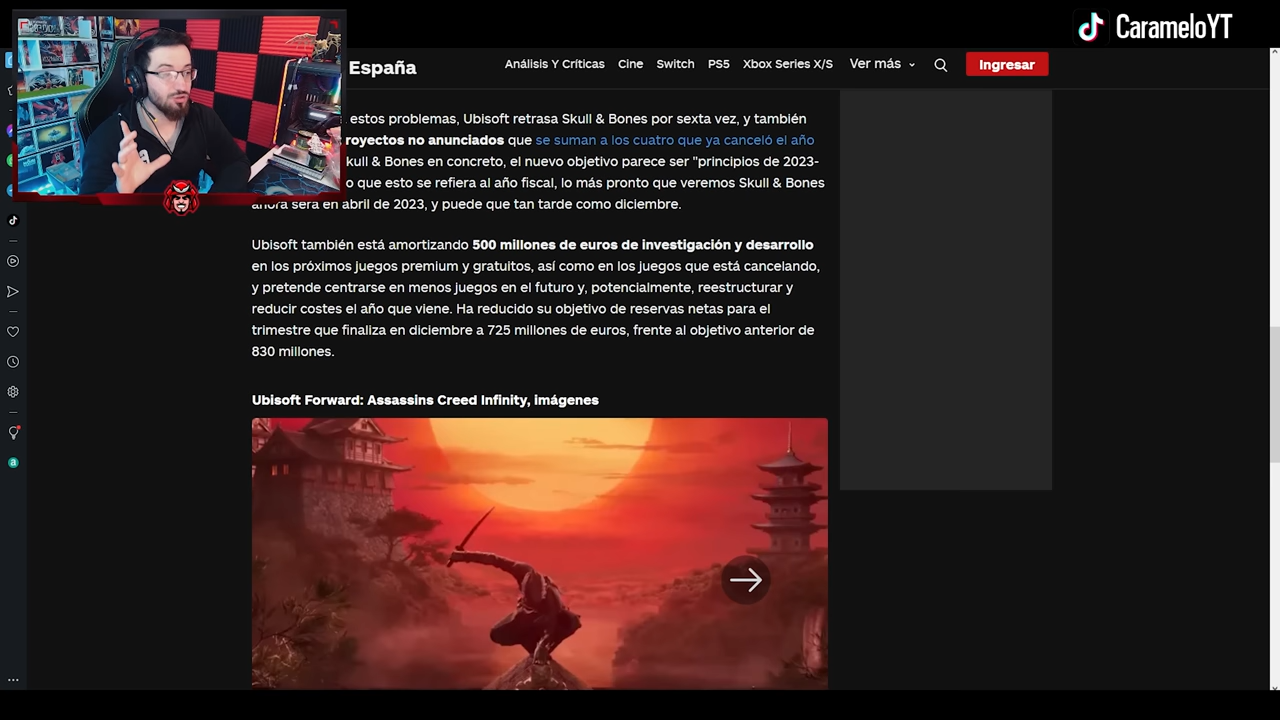 CarameloYT
España
Análisis Y Críticas Cine Switch PS5 Xbox Series X/S Ver más Ingresar
estos problemas, Ubisoft retrasa Skull & Bones por sexta vez, y también
royectos no anunciados que se suman a los cuatro que ya canceló el año
kull & Bones en concreto, el nuevo objetivo parece ser "principios de 2023-
o que esto se refiera al año fiscal, lo más pronto que veremos Skull & Bones
ahora será en abril de 2023, y puede que tan tarde como diciembre.
Ubisoft también está amortizando 500 millones de euros de investigación y desarrollo
en los próximos juegos premium y gratuitos, así como en los juegos que está cancelando,
y pretende centrarse en menos juegos en el futuro y, potencialmente, reestructurar y
reducir costes el año que viene. Ha reducido su objetivo de reservas netas para el
trimestre que finaliza en diciembre a 725 millones de euros, frente al objetivo anterior de
830 millones.
Ubisoft Forward: Assassins Creed Infinity, imágenes